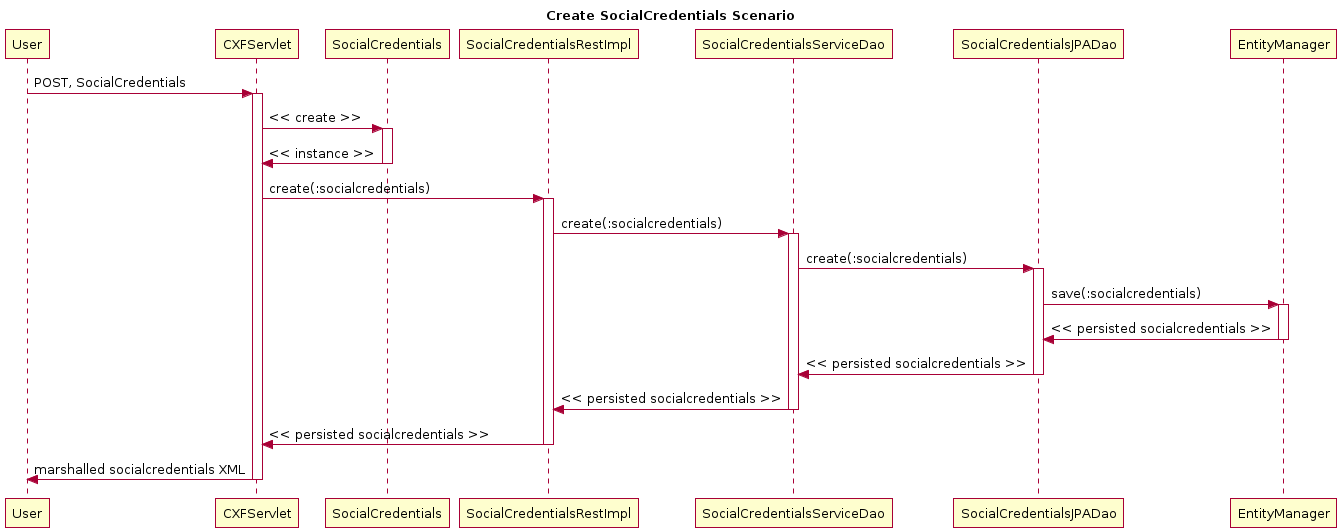 Create SocialCredentials Scenario
User CXFServlet SocialCredentials SocialCredentialsRestImpl SocialCredentialsServiceDao SocialCredentialsJPADao EntityManager
POST, SocialCredentials
<< create >>
<< instance >>
create(:socialcredentials)
create(:socialcredentials)
create(:socialcredentials)
save(:socialcredentials)
<< persisted socialcredentials >>
<< persisted socialcredentials >>
<< persisted socialcredentials >>
<< persisted socialcredentials >>
marshalled socialcredentials XML
User CXFServlet SocialCredentials SocialCredentialsRestImpl SocialCredentialsServiceDao SocialCredentialsJPADao EntityManager